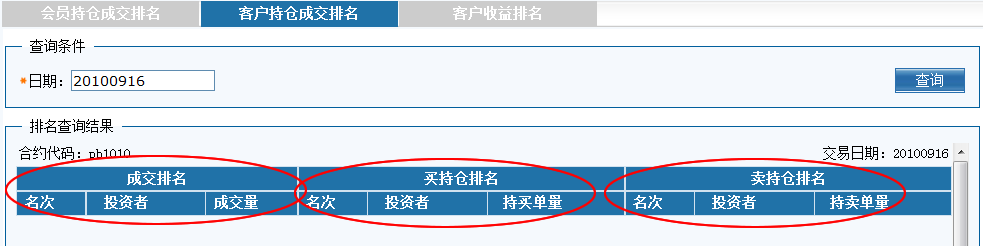 会员持仓成交排名 客户持仓成交排名 客户收益排名
查询条件
*日期：20100916 查询
排名查询结果
合约代码：ph1010 交易日期：20100916
成交排名 买持仓排名 卖持仓排名
名次 投资者 成交量 名次 投资者 持买单量 名次 投资者 持卖单量